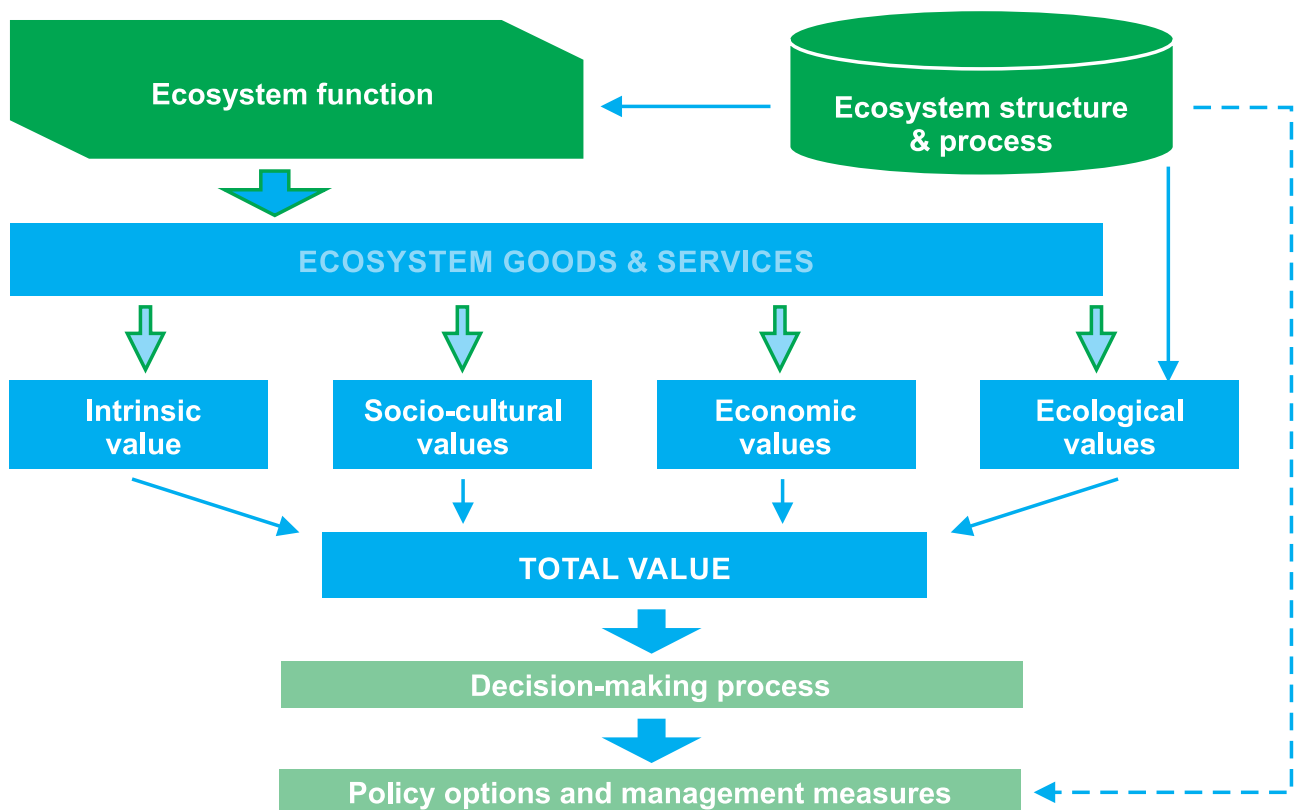 Ecosystem function
Ecosystem structure
& process
ECOSYSTEM GOODS & SERVICES
Intrinsic
value
Socio-cultural
values
Economic
values
Ecological
values
TOTAL VALUE
Decision-making process
Policy options and management measures